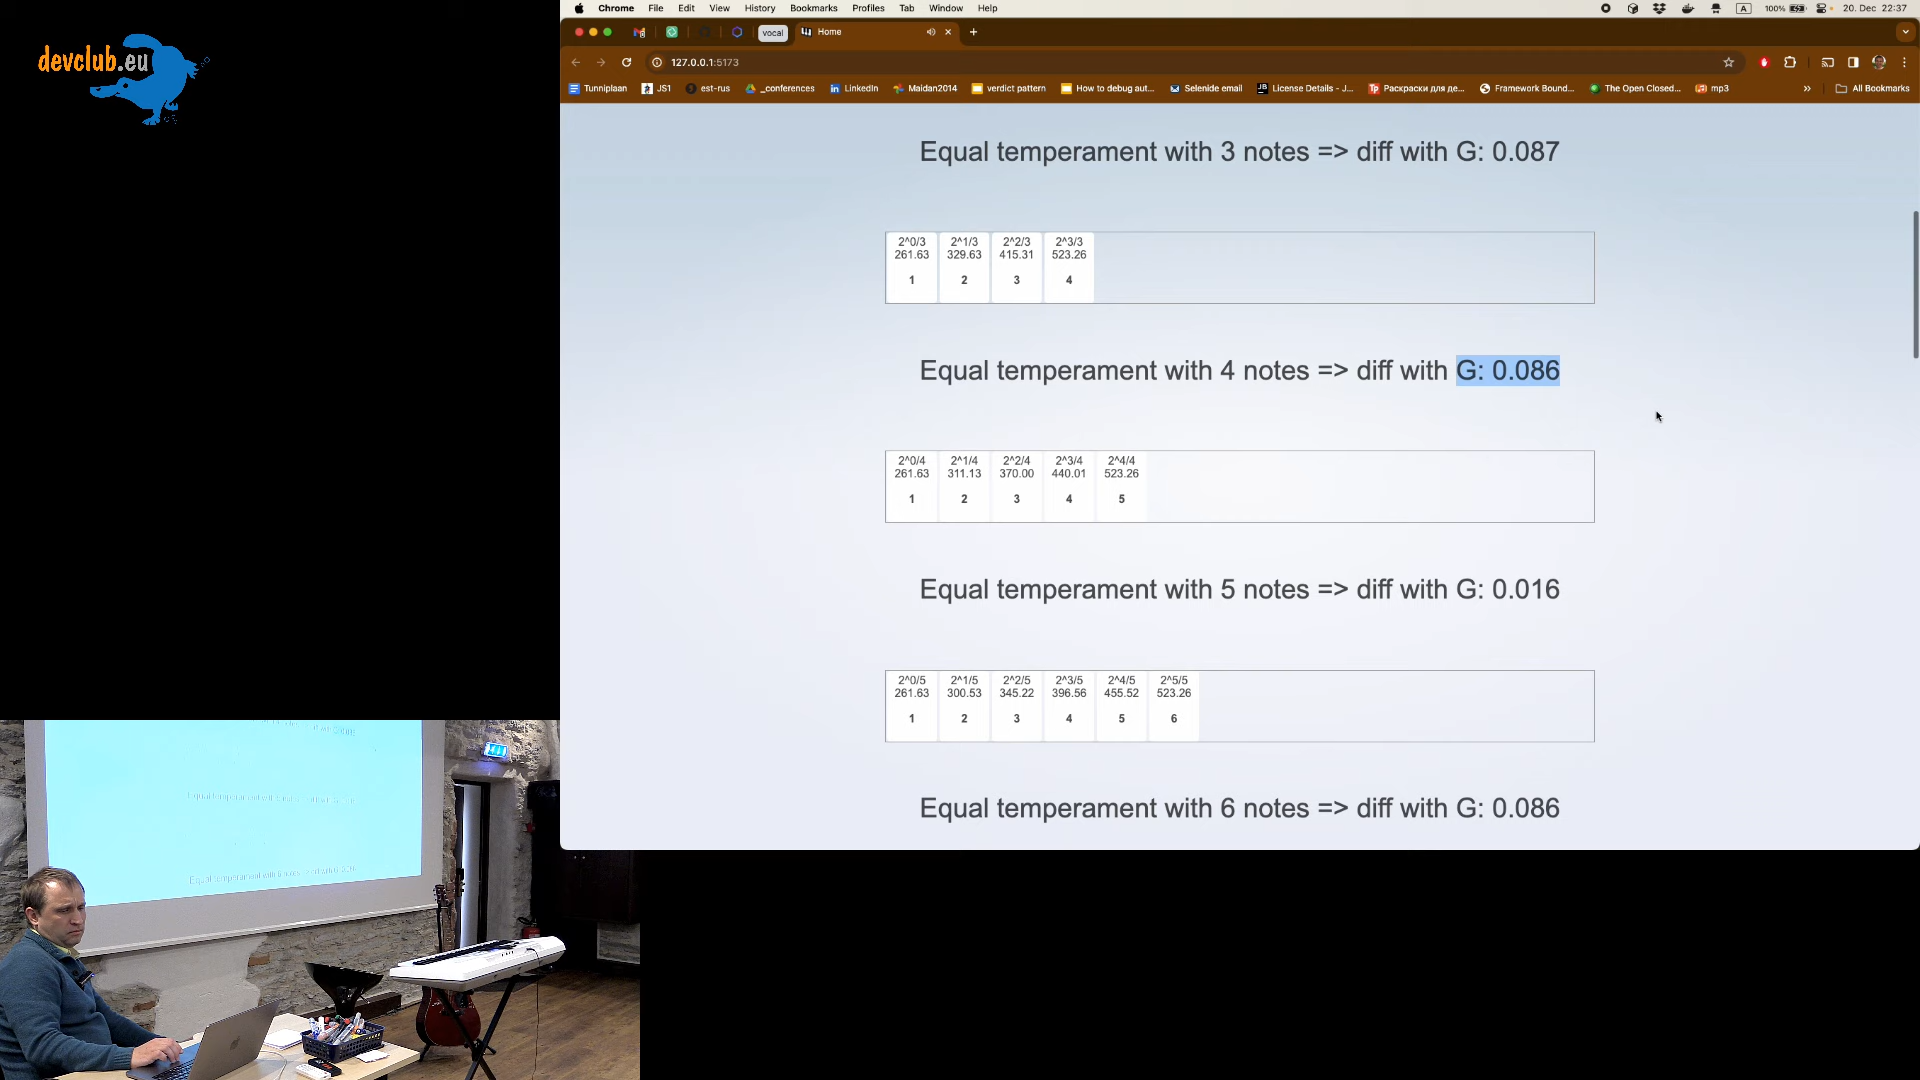 devclub.eu
Chrome File Edit View History Bookmarks Profiles Tab Window Help
A 100% 20. Dec 22:37
vocal Home
127.0.0.1:5173
Tunniplaan JS1 est-rus _conferences LinkedIn Maidan2014 verdict pattern How to debug aut... Selenide email License Details - J... Раскраски для де... Framework Bound... The Open Closed... mp3 » All Bookmarks
Equal temperament with 3 notes => diff with G: 0.087
2^0/3 2^1/3 2^2/3 2^3/3
261.63 329.63 415.31 523.26
1 2 3 4
Equal temperament with 4 notes => diff with G: 0.086
2^0/4 2^1/4 2^2/4 2^3/4 2^4/4
261.63 311.13 370.00 440.01 523.26
1 2 3 4 5
Equal temperament with 5 notes => diff with G: 0.016
2^0/5 2^1/5 2^2/5 2^3/5 2^4/5 2^5/5
261.63 300.53 345.22 396.56 455.52 523.26
1 2 3 4 5 6
Equal temperament with 6 notes => diff with G: 0.086